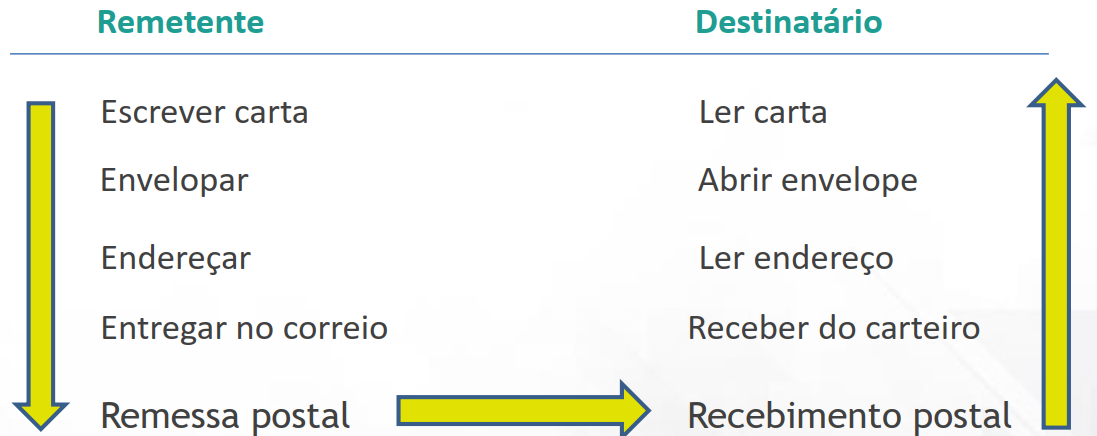 Remetente Destinatário
Escrever carta Ler carta
Envelopar Abrir envelope
Endereçar Ler endereço
Entregar no correio Receber do carteiro
Remessa postal Recebimento postal